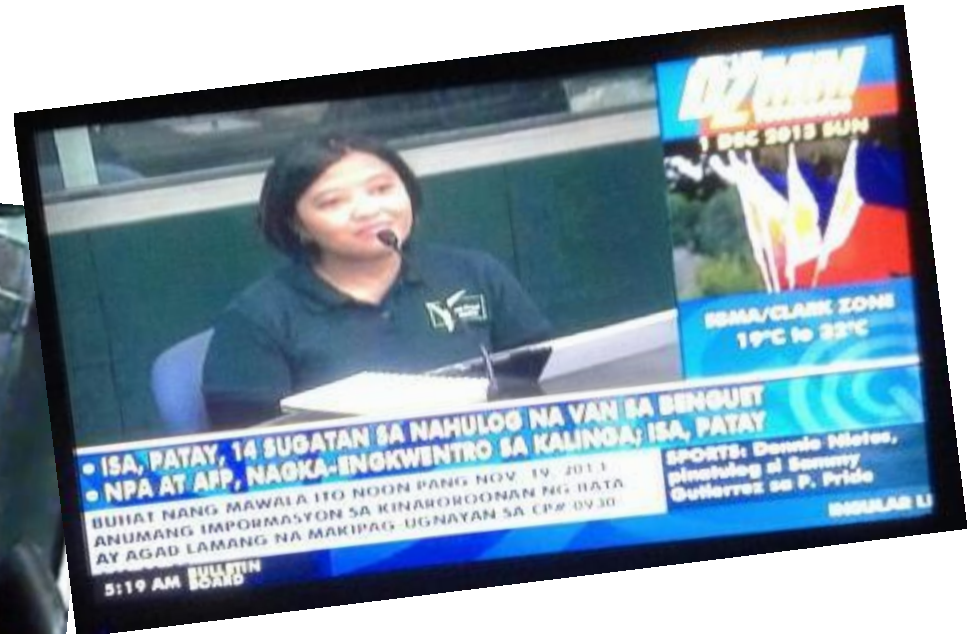 DZMM
1 DEC 2013 SUN
SBMA/CLARK ZONE
19°C to 32°C
• ISA, PATAY, 14 SUGATAN SA NAHULOG NA VAN SA BENGUET
• NPA AT AFP, NAGKA-ENGKWENTRO SA KALINGA; ISA, PATAY
BUHAT NANG MAWALA ITO NOON PANG NOV. 19, 2013
ANUMANG IMPORMASYON SA KINAROROONAN NG BATA
AY AGAD LAMANG NA MAKIPAG-UGNAYAN SA CP# 0930
SPORTS: Donnie Nietes,
pinatulog si Sammy
Gutierrez sa P. Pride
INSULAR LI
5:19 AM BULLETIN
BOARD